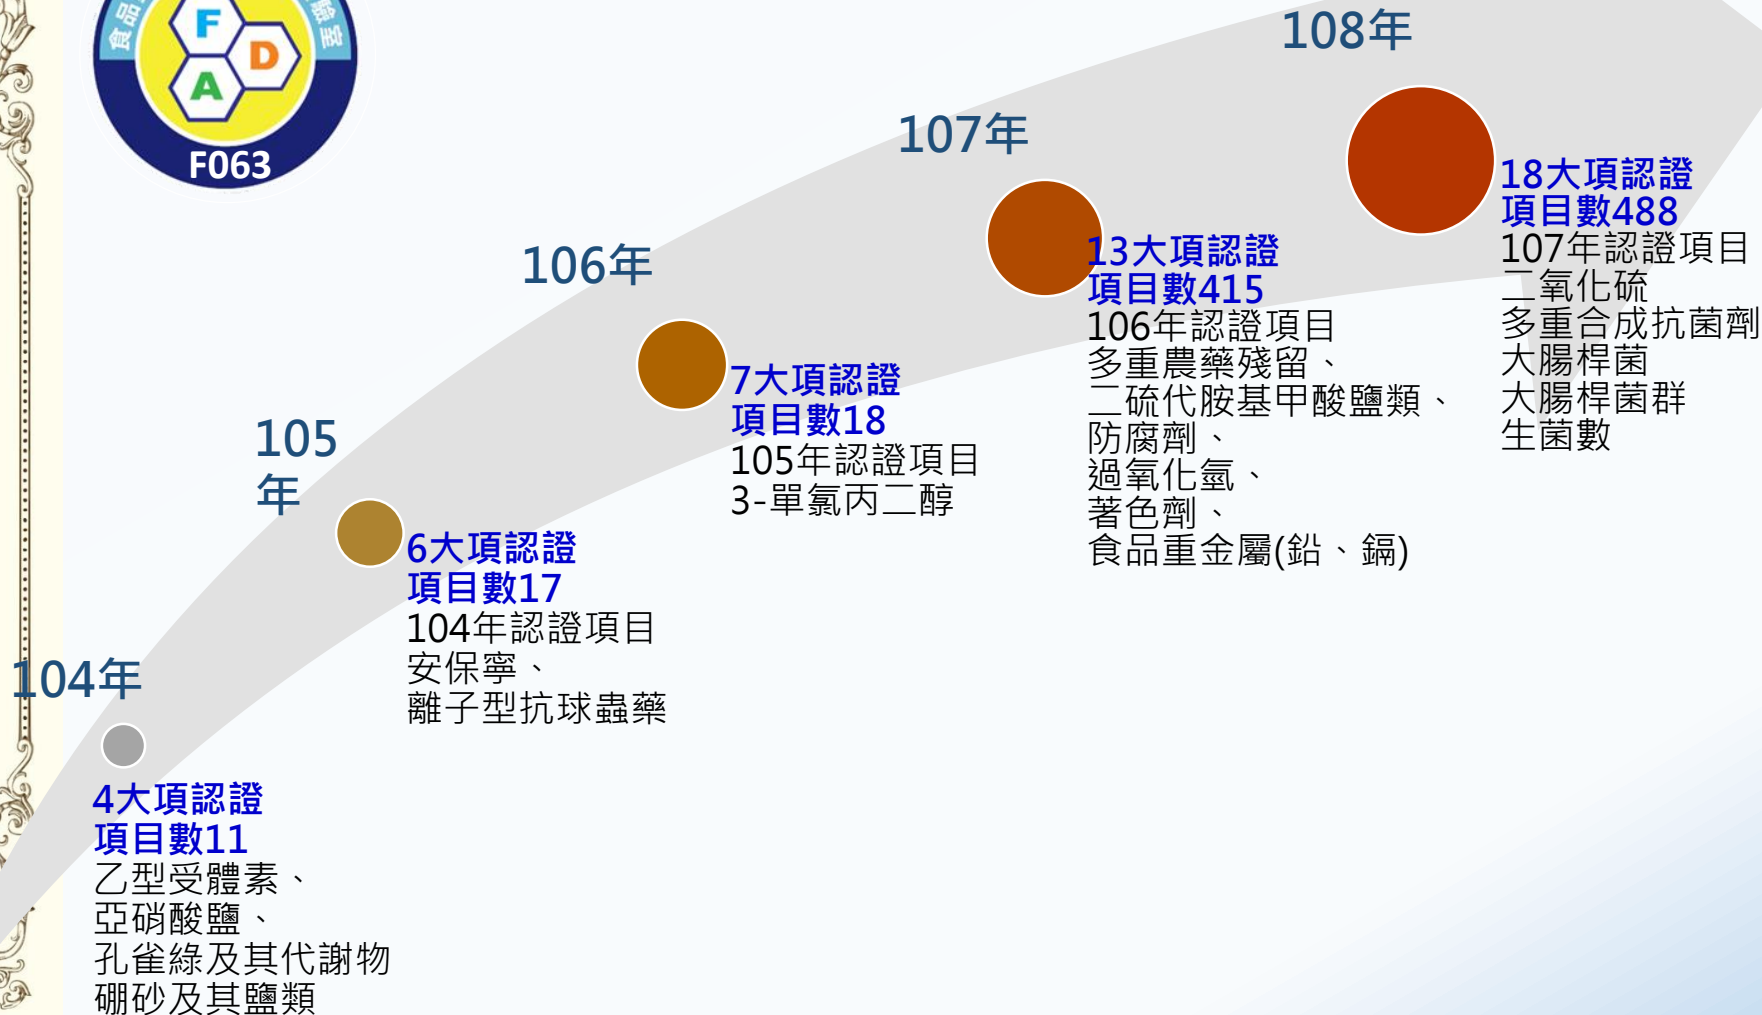 食品
驗室
F
D
A
F063
104年
4大項認證
項目數11
乙型受體素、
亞硝酸鹽、
孔雀綠及其代謝物
硼砂及其鹽類
105
年
6大項認證
項目數17
104年認證項目
安保寧、
離子型抗球蟲藥
106年
7大項認證
項目數18
105年認證項目
3-單氯丙二醇
107年
13大項認證
項目數415
106年認證項目
多重農藥殘留、
二硫代胺基甲酸鹽類、
防腐劑、
過氧化氫、
著色劑、
食品重金屬(鉛、鎘)
108年
18大項認證
項目數488
107年認證項目
二氧化硫
多重合成抗菌劑
大腸桿菌
大腸桿菌群
生菌數